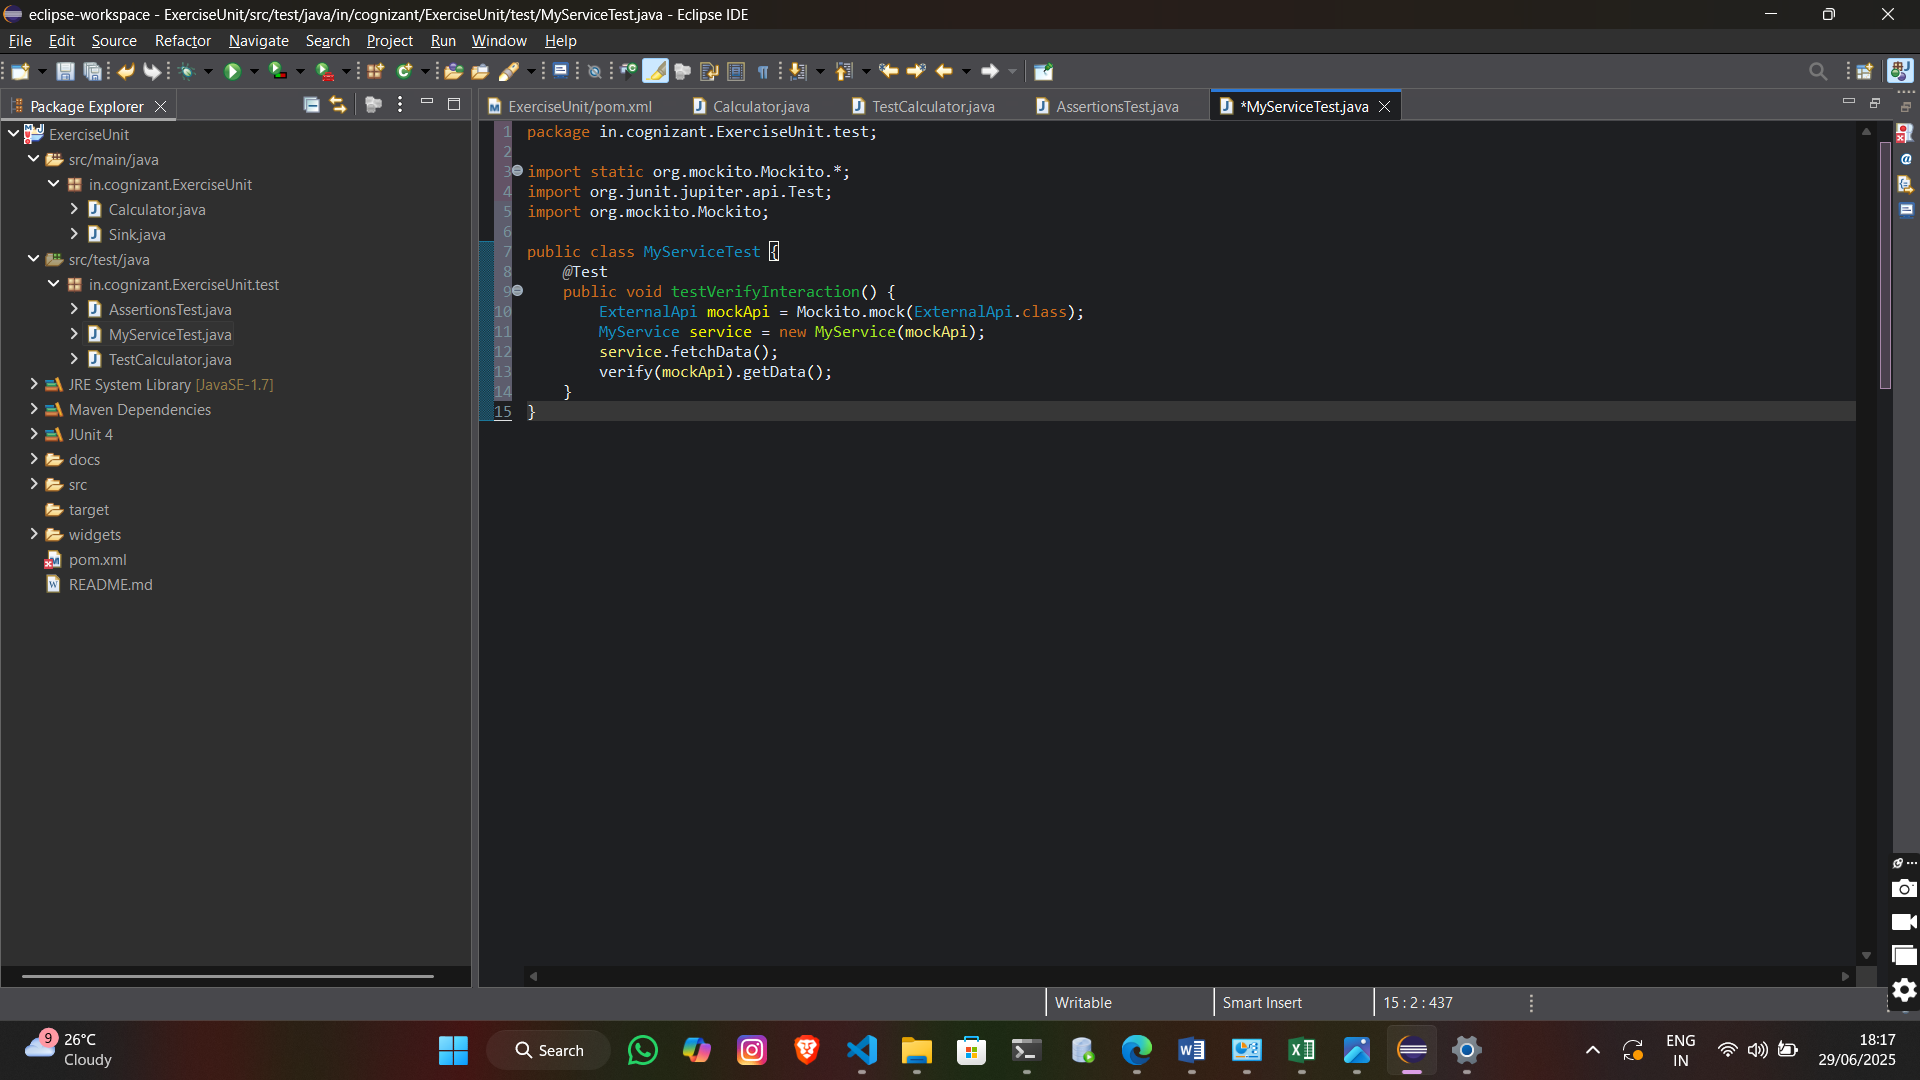 eclipse-workspace - ExerciseUnit/src/test/java/in/cognizant/ExerciseUnit/test/MyServiceTest.java - Eclipse IDE
File Edit Source Refactor Navigate Search Project Run Window Help
Package Explorer
ExerciseUnit/pom.xml Calculator.java TestCalculator.java AssertionsTest.java *MyServiceTest.java
ExerciseUnit
src/main/java
in.cognizant.ExerciseUnit
Calculator.java
Sink.java
src/test/java
in.cognizant.ExerciseUnit.test
AssertionsTest.java
MyServiceTest.java
TestCalculator.java
JRE System Library [JavaSE-1.7]
Maven Dependencies
JUnit 4
docs
src
target
widgets
pom.xml
README.md
1 package in.cognizant.ExerciseUnit.test;
2
3 import static org.mockito.Mockito.*;
4 import org.junit.jupiter.api.Test;
5 import org.mockito.Mockito;
6
7 public class MyServiceTest {
8 @Test
9 public void testVerifyInteraction() {
10 ExternalApi mockApi = Mockito.mock(ExternalApi.class);
11 MyService service = new MyService(mockApi);
12 service.fetchData();
13 verify(mockApi).getData();
14 }
15 }
Writable Smart Insert 15 : 2 : 437
9 26°C
Cloudy
Search
ENG
IN
18:17
29/06/2025